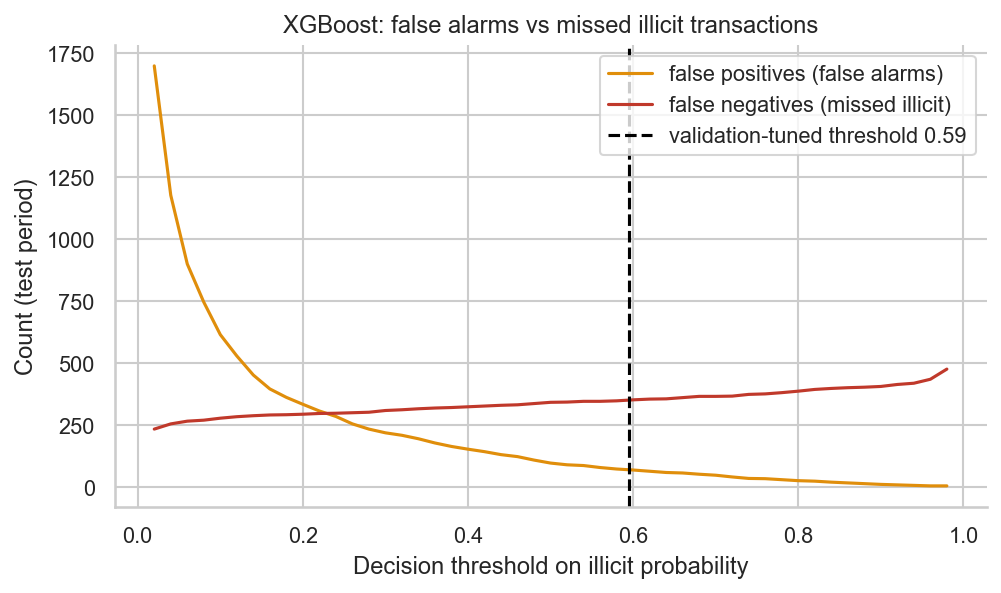 XGBoost: false alarms vs missed illicit transactions
false positives (false alarms)
false negatives (missed illicit)
validation-tuned threshold 0.59
Count (test period)
1750
1500
1250
1000
750
500
250
0
0.0 0.2 0.4 0.6 0.8 1.0
Decision threshold on illicit probability